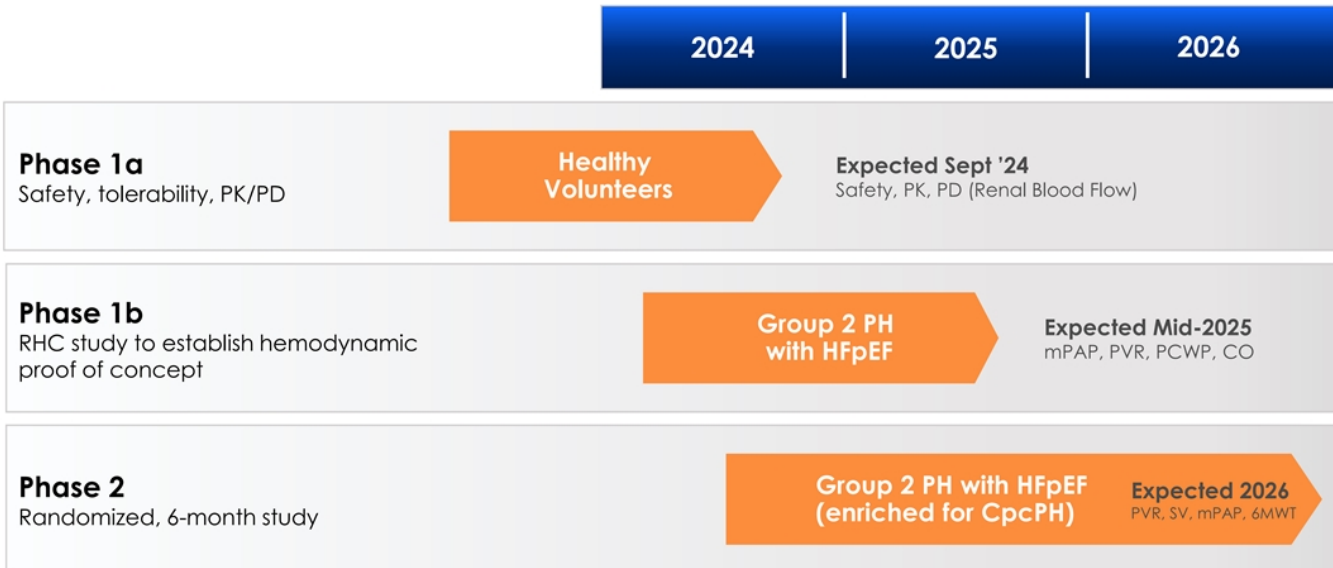 2024 2025 2026
Phase 1a
Safety, tolerability, PK/PD
Healthy
Volunteers
Expected Sept ’24
Safety, PK, PD (Renal Blood Flow)
Phase 1b
RHC study to establish hemodynamic
proof of concept
Group 2 PH
with HFpEF
Expected Mid-2025
mPAP, PVR, PCWP, CO
Phase 2
Randomized, 6-month study
Group 2 PH with HFpEF
(enriched for CpcPH)
Expected 2026
PVR, SV, mPAP, 6MWT